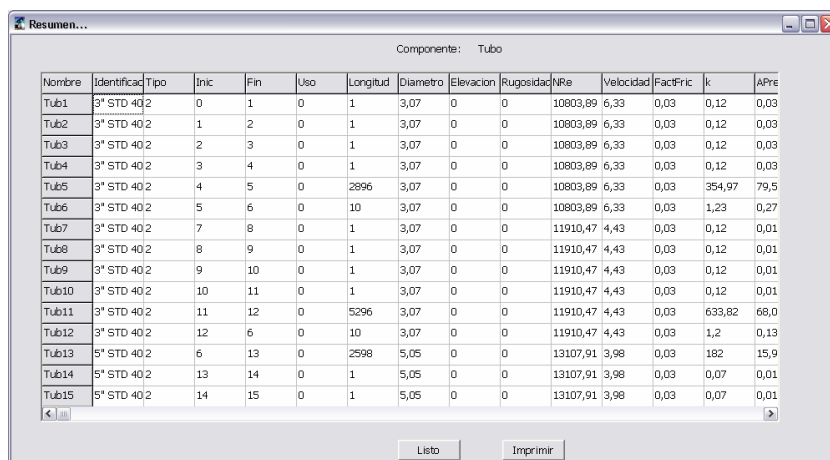 Resumen...
Componente: Tubo
Nombre Identificac Tipo Inic Fin Uso Longitud Diametro Elevacion Rugosidad NRe Velocidad FactFric k APre
Tub1 3" STD 40 2 0 1 0 1 3,07 0 0 10803,89 6,33 0,03 0,12 0,03
Tub2 3" STD 40 2 1 2 0 1 3,07 0 0 10803,89 6,33 0,03 0,12 0,03
Tub3 3" STD 40 2 2 3 0 1 3,07 0 0 10803,89 6,33 0,03 0,12 0,03
Tub4 3" STD 40 2 3 4 0 1 3,07 0 0 10803,89 6,33 0,03 0,12 0,03
Tub5 3" STD 40 2 4 5 0 2896 3,07 0 0 10803,89 6,33 0,03 354,97 79,5
Tub6 3" STD 40 2 5 6 0 10 3,07 0 0 10803,89 6,33 0,03 1,23 0,27
Tub7 3" STD 40 2 7 8 0 1 3,07 0 0 11910,47 4,43 0,03 0,12 0,01
Tub8 3" STD 40 2 8 9 0 1 3,07 0 0 11910,47 4,43 0,03 0,12 0,01
Tub9 3" STD 40 2 9 10 0 1 3,07 0 0 11910,47 4,43 0,03 0,12 0,01
Tub10 3" STD 40 2 10 11 0 1 3,07 0 0 11910,47 4,43 0,03 0,12 0,01
Tub11 3" STD 40 2 11 12 0 5296 3,07 0 0 11910,47 4,43 0,03 633,82 68,0
Tub12 3" STD 40 2 12 6 0 10 3,07 0 0 11910,47 4,43 0,03 1,2 0,13
Tub13 5" STD 40 2 6 13 0 2598 5,05 0 0 13107,91 3,98 0,03 182 15,9
Tub14 5" STD 40 2 13 14 0 1 5,05 0 0 13107,91 3,98 0,03 0,07 0,01
Tub15 5" STD 40 2 14 15 0 1 5,05 0 0 13107,91 3,98 0,03 0,07 0,01
Listo Imprimir